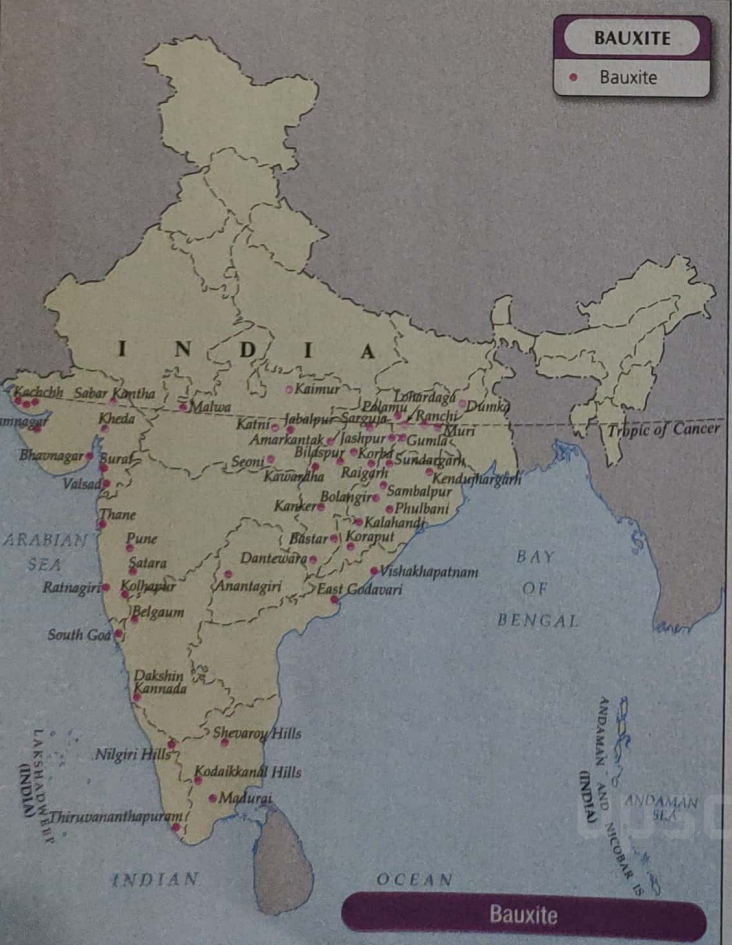 BAUXITE
Bauxite
I N D I A
Kaimur
Kachchh
Sabar Kantha
Malwa
Lohardaga
Palamu
Dumka
Kheda
Katni
Jabalpur
Sarguja
Ranchi
Muri
Tropic of Cancer
Amarkantak
Jashpur
Gumla
Bhavnagar
Surat
Seoni
Bilaspur
Korba
Sundargarh
Valsad
Kawardha
Raigarh
Kendujhargarh
Bolangir
Sambalpur
Thane
Kanker
Phulbani
Kalahandi
ARABIAN
SEA
Pune
Bastar
Koraput
Satara
Dantewara
BAY
OF
BENGAL
Ratnagiri
Kolhapur
Anantagiri
Vishakhapatnam
East Godavari
Belgaum
South Goa
Dakshin
Kannada
Shevaroy Hills
Nilgiri Hills
Kodaikkanal Hills
Madurai
Thiruvananthapuram
LAKSHADWEEP
(INDIA)
ANDAMAN AND NICOBAR IS
(INDIA)
ANDAMAN
SEA
INDIAN OCEAN
Bauxite